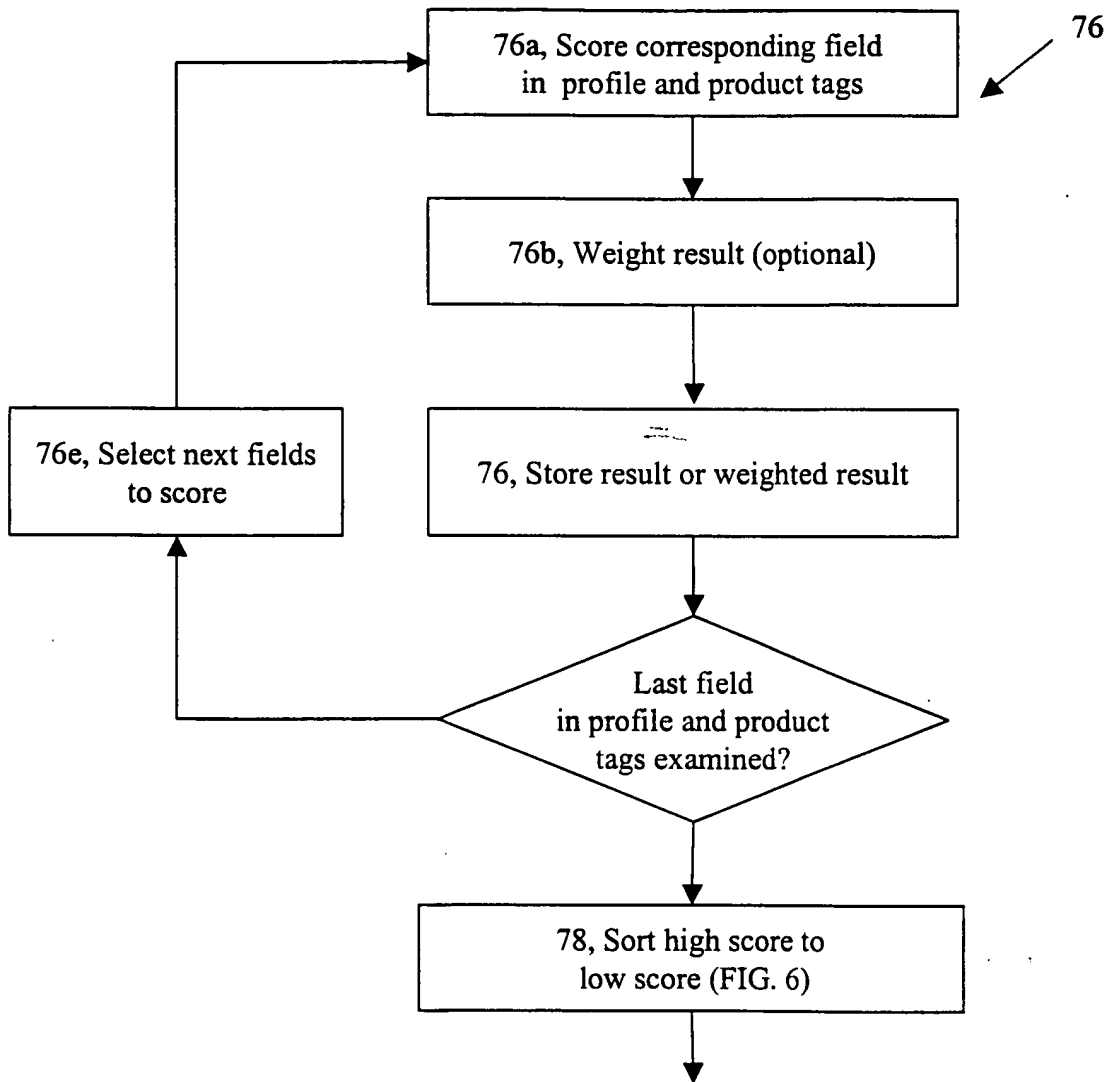 76
76a, Score corresponding field
in profile and product tags
76b, Weight result (optional)
76e, Select next fields
to score
76, Store result or weighted result
Last field
in profile and product
tags examined?
78, Sort high score to
low score (FIG. 6)